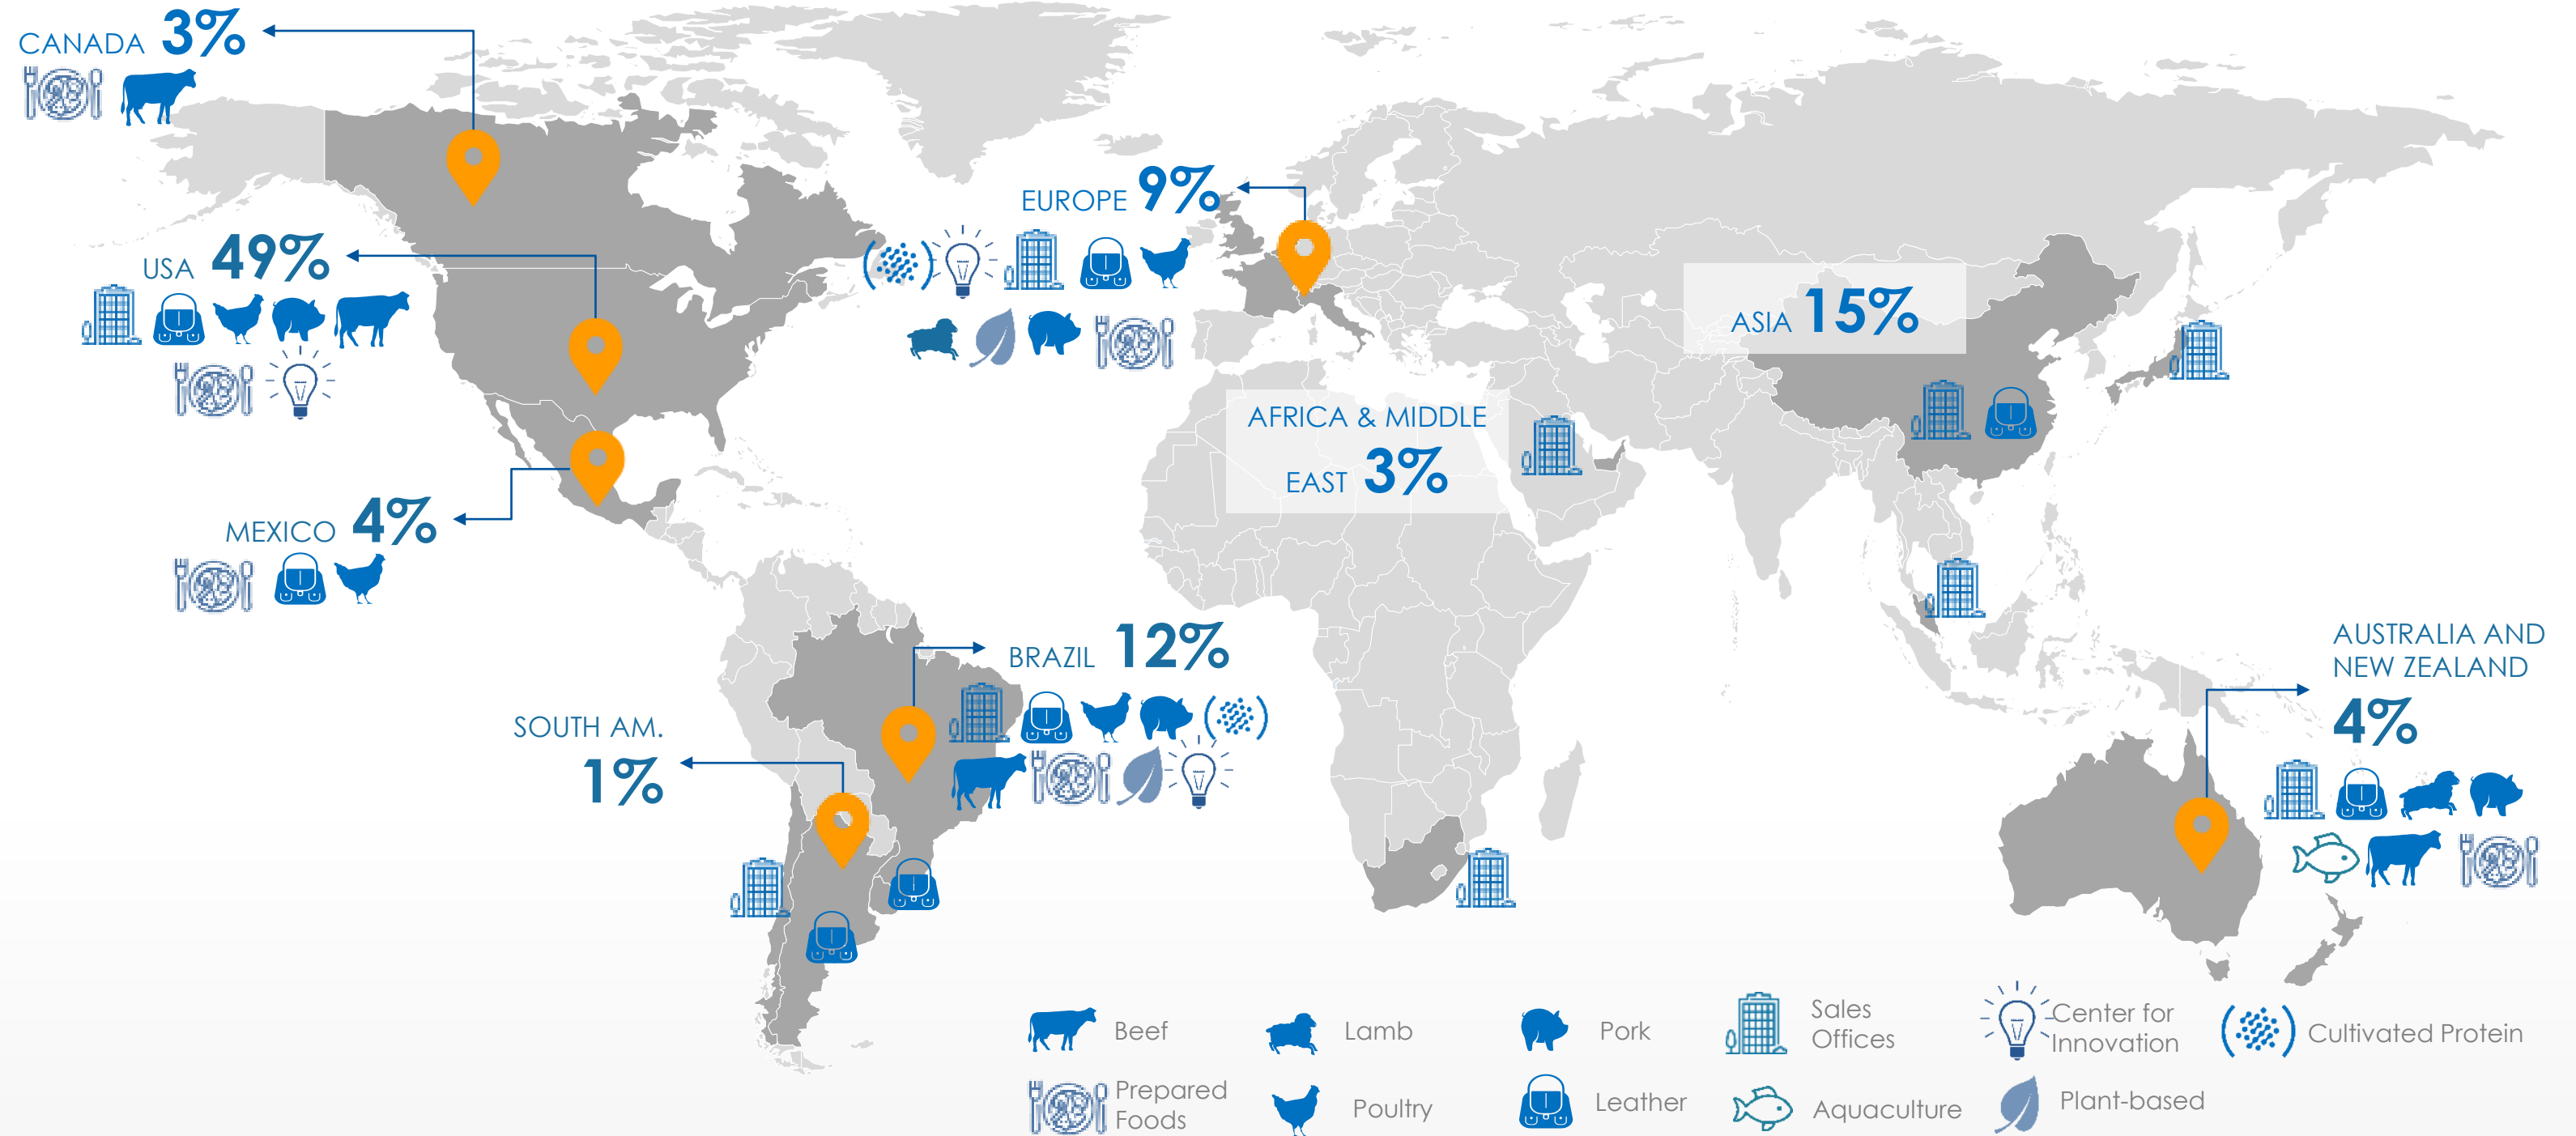 CANADA 3%
USA 49%
MEXICO 4%
EUROPE 9%
ASIA 15%
AFRICA & MIDDLE
EAST 3%
BRAZIL 12%
SOUTH AM.
1%
AUSTRALIA AND
NEW ZEALAND
4%
Beef
Lamb
Pork
Sales
Offices
Center for
Innovation
Cultivated Protein
Prepared
Foods
Poultry
Leather
Aquaculture
Plant-based